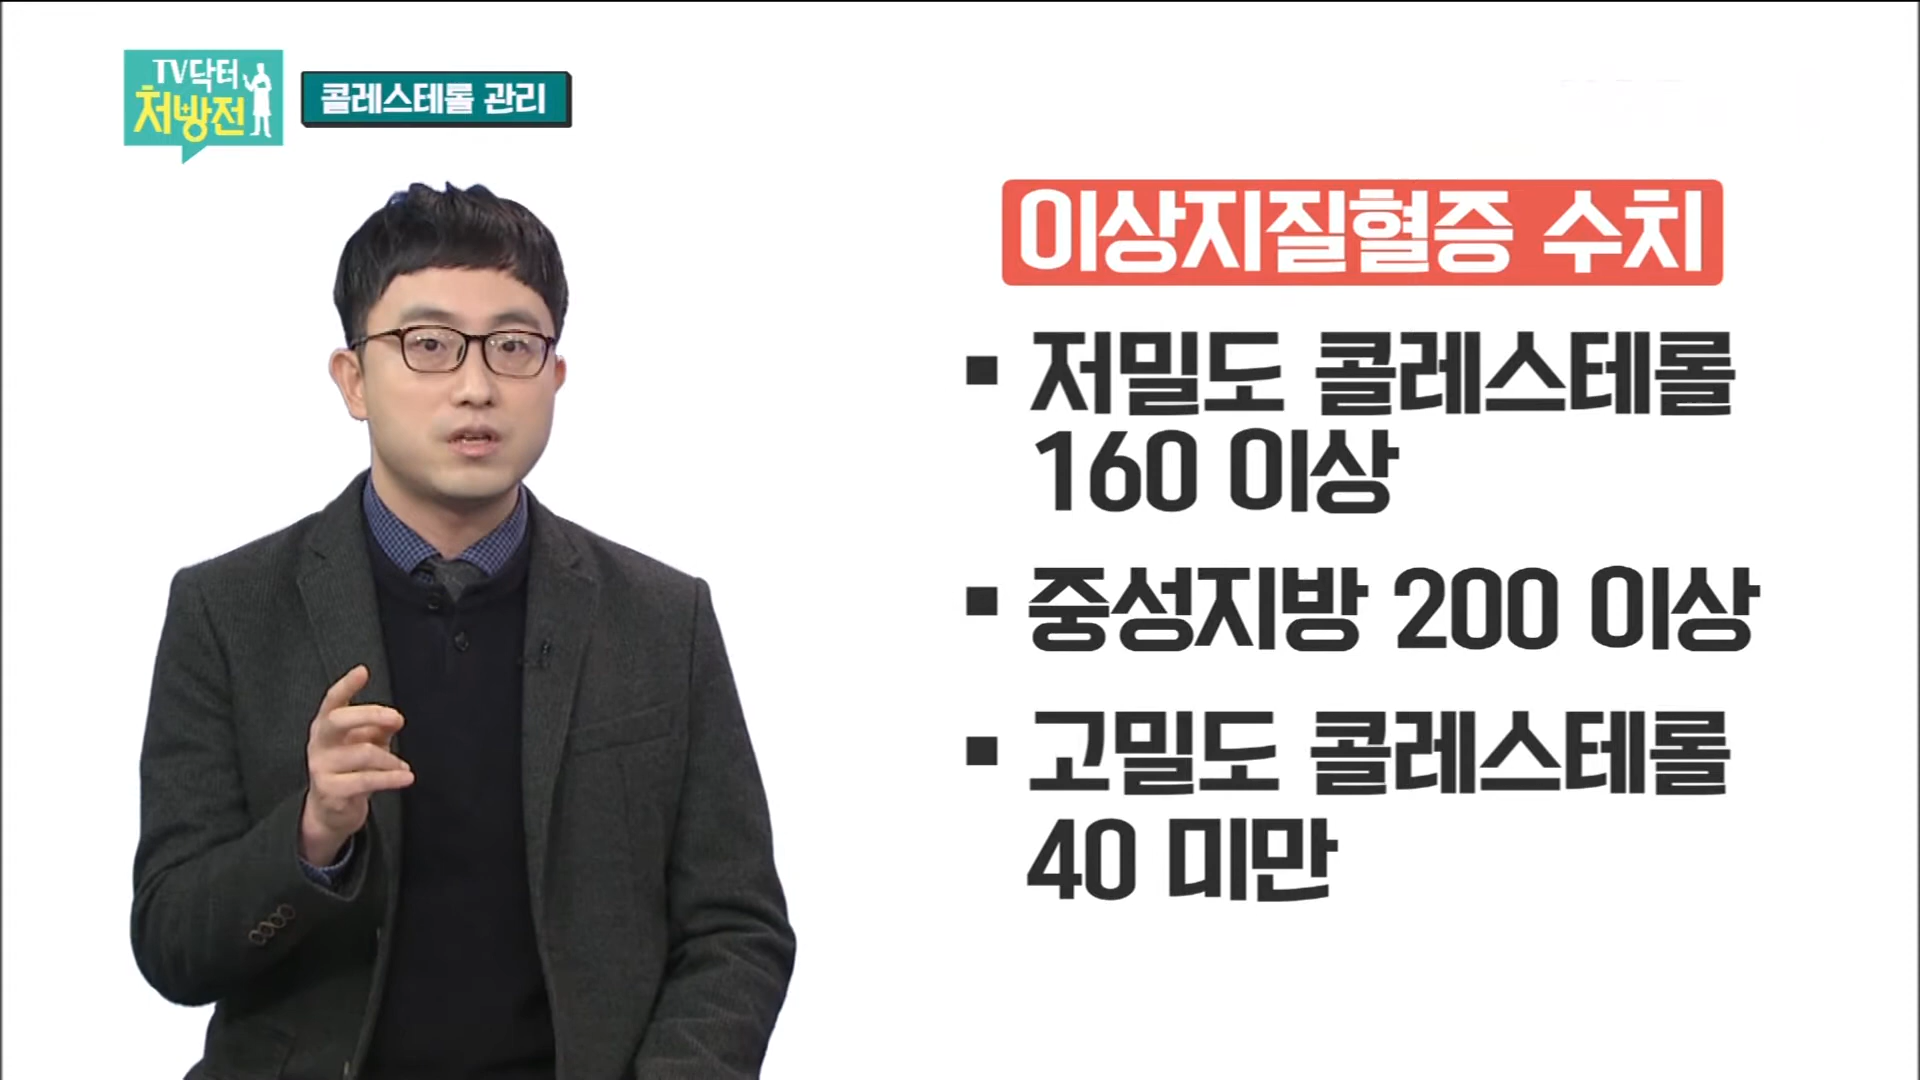 TV닥터
처방전
콜레스테롤 관리
이상지질혈증 수치
▪ 저밀도 콜레스테롤
160 이상
▪ 중성지방 200 이상
▪ 고밀도 콜레스테롤
40 미만